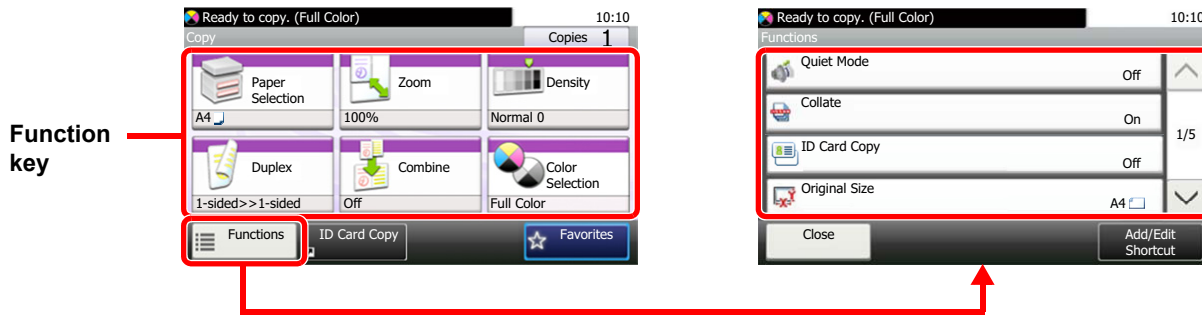 Ready to copy. (Full Color)
10:10
Copy
Copies 1
Paper
Selection
A4
Zoom
100%
Density
Normal 0
Function
key
Duplex
1-sided>>1-sided
Combine
Off
Color
Selection
Full Color
Functions
ID Card Copy
Favorites
Ready to copy. (Full Color)
10:10
Functions
Quiet Mode
Off
Collate
On
1/5
ID Card Copy
Off
Original Size
A4
Close
Add/Edit
Shortcut